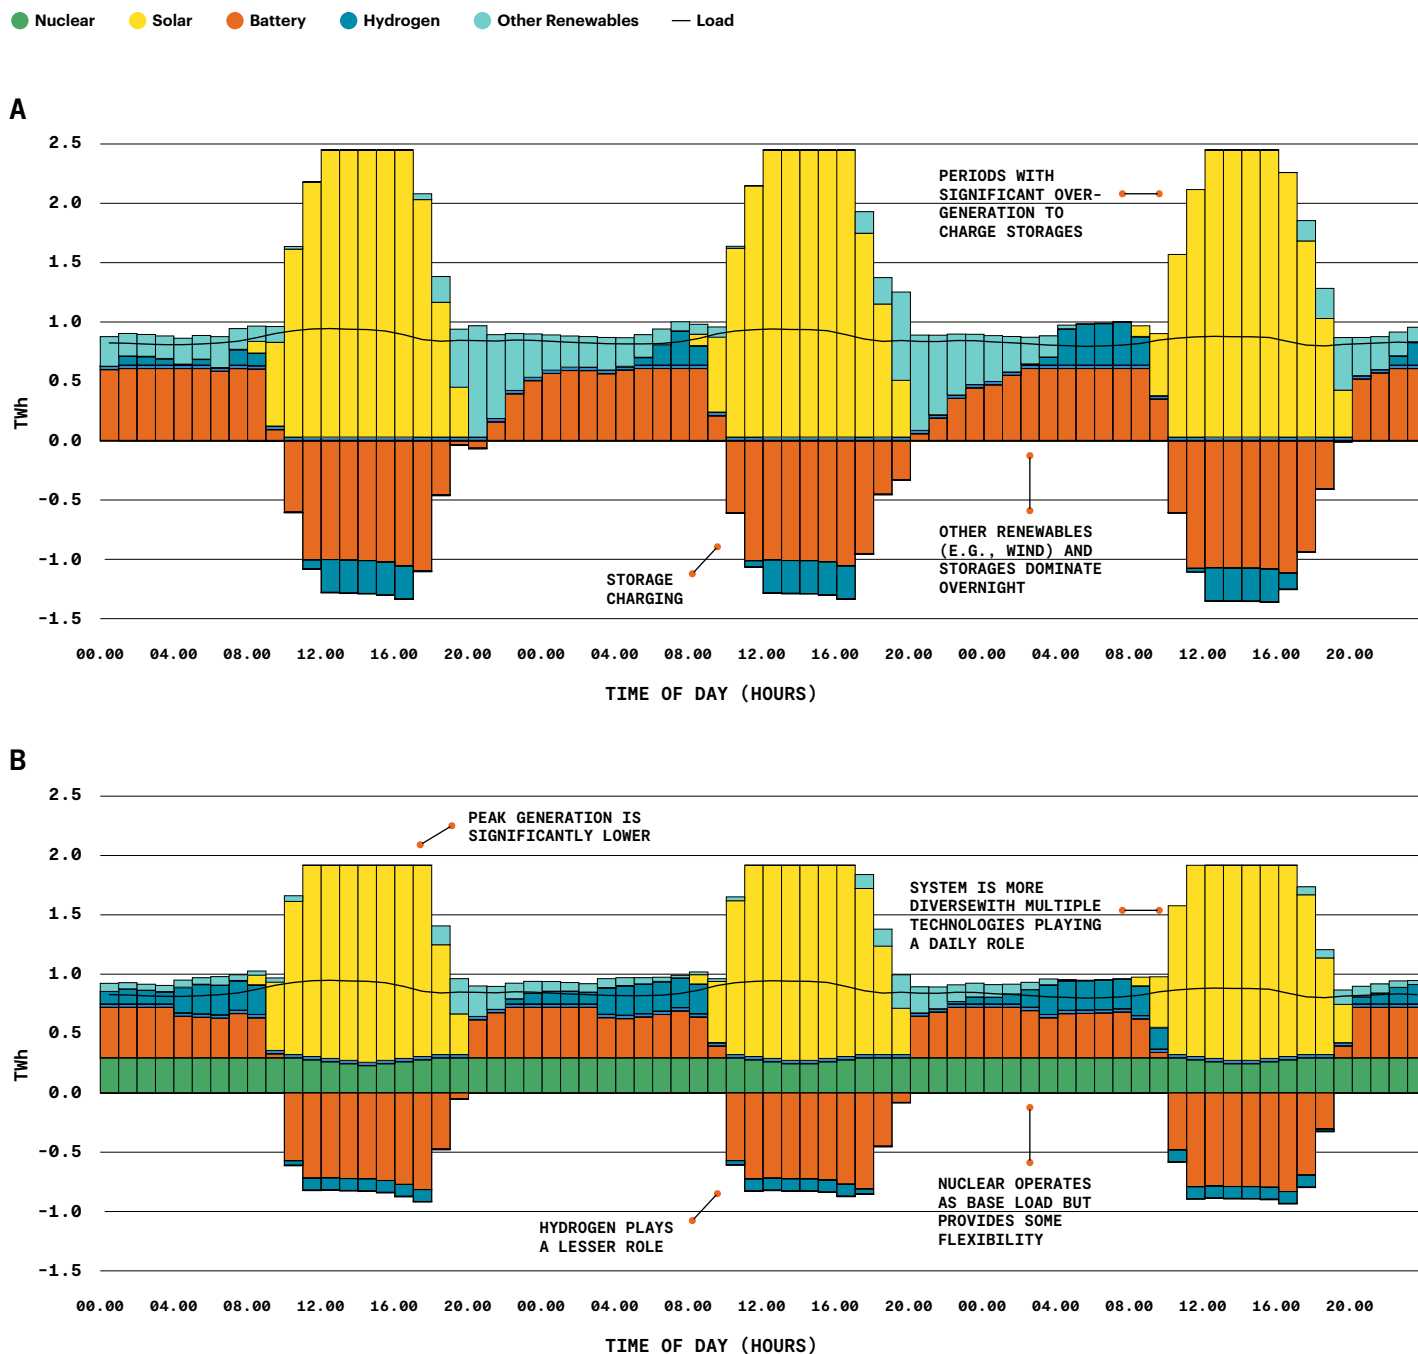 Nuclear Solar Battery Hydrogen Other Renewables Load
A
2.5
2.0
1.5
1.0
0.5
0.0
−0.5
−1.0
−1.5
TWh
PERIODS WITH
SIGNIFICANT OVER-
GENERATION TO
CHARGE STORAGES
STORAGE
CHARGING
OTHER RENEWABLES
(E.G., WIND) AND
STORAGES DOMINATE
OVERNIGHT
00.00 04.00 08.00 12.00 16.00 20.00 00.00 04.00 08.00 12.00 16.00 20.00 00.00 04.00 08.00 12.00 16.00 20.00
TIME OF DAY (HOURS)
B
2.5
2.0
1.5
1.0
0.5
0.0
−0.5
−1.0
−1.5
TWh
PEAK GENERATION IS
SIGNIFICANTLY LOWER
SYSTEM IS MORE
DIVERSEWITH MULTIPLE
TECHNOLOGIES PLAYING
A DAILY ROLE
HYDROGEN PLAYS
A LESSER ROLE
NUCLEAR OPERATES
AS BASE LOAD BUT
PROVIDES SOME
FLEXIBILITY
00.00 04.00 08.00 12.00 16.00 20.00 00.00 04.00 08.00 12.00 16.00 20.00 00.00 04.00 08.00 12.00 16.00 20.00
TIME OF DAY (HOURS)